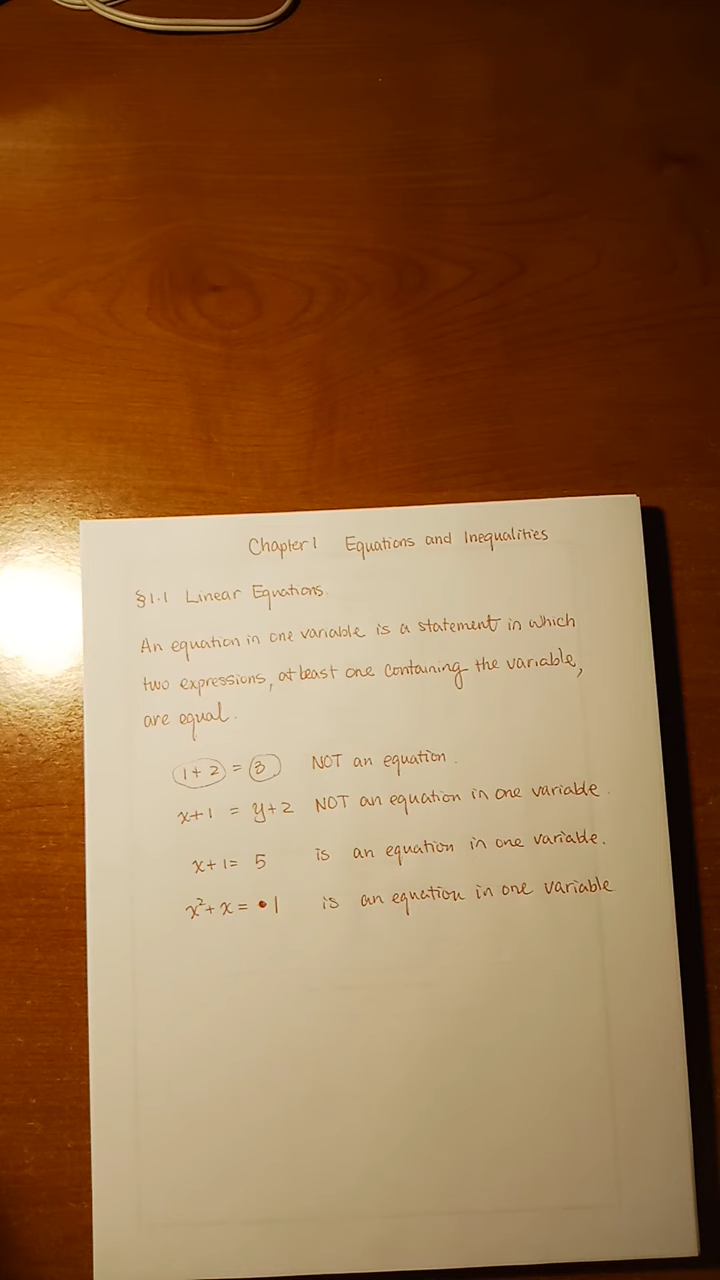 Chapter 1 Equations and Inequalities
§1.1 Linear Equations.
An equation in one variable is a statement in which
two expressions, at least one containing the variable,
are equal.
1 + 2 = 3 NOT an equation.
x+1 = y+2 NOT an equation in one variable.
x+1= 5 is an equation in one variable.
x²+x = •1 is an equation in one variable